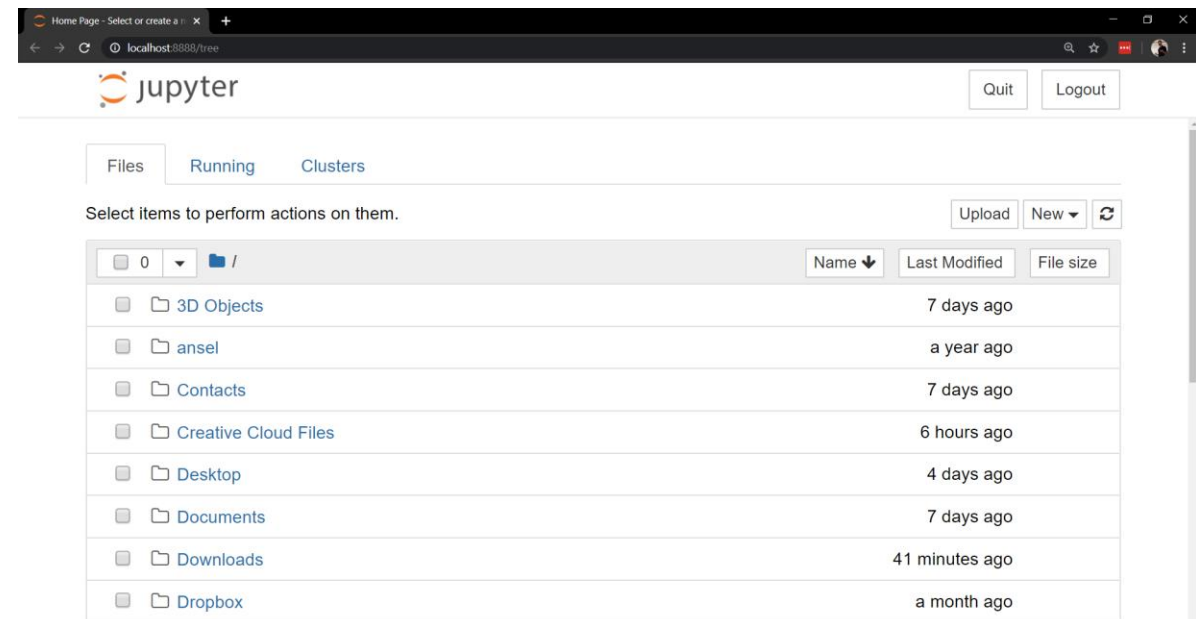 Home Page - Select or create a n
localhost:8888/tree
jupyter
Quit Logout
Files Running Clusters
Select items to perform actions on them.
Upload New
0 / Name Last Modified File size
3D Objects 7 days ago
ansel a year ago
Contacts 7 days ago
Creative Cloud Files 6 hours ago
Desktop 4 days ago
Documents 7 days ago
Downloads 41 minutes ago
Dropbox a month ago